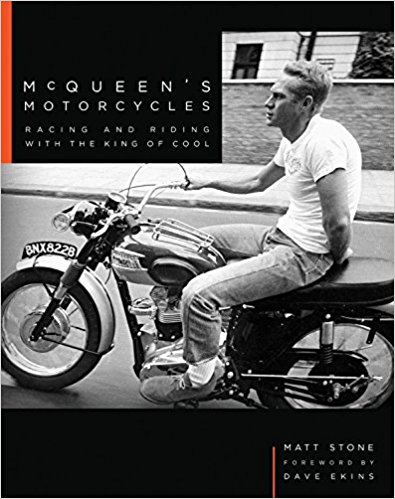 McQUEEN'S
MOTORCYCLES
RACING AND RIDING
WITH THE KING OF COOL
BNX822B
MATT STONE
FOREWORD BY
DAVE EKINS